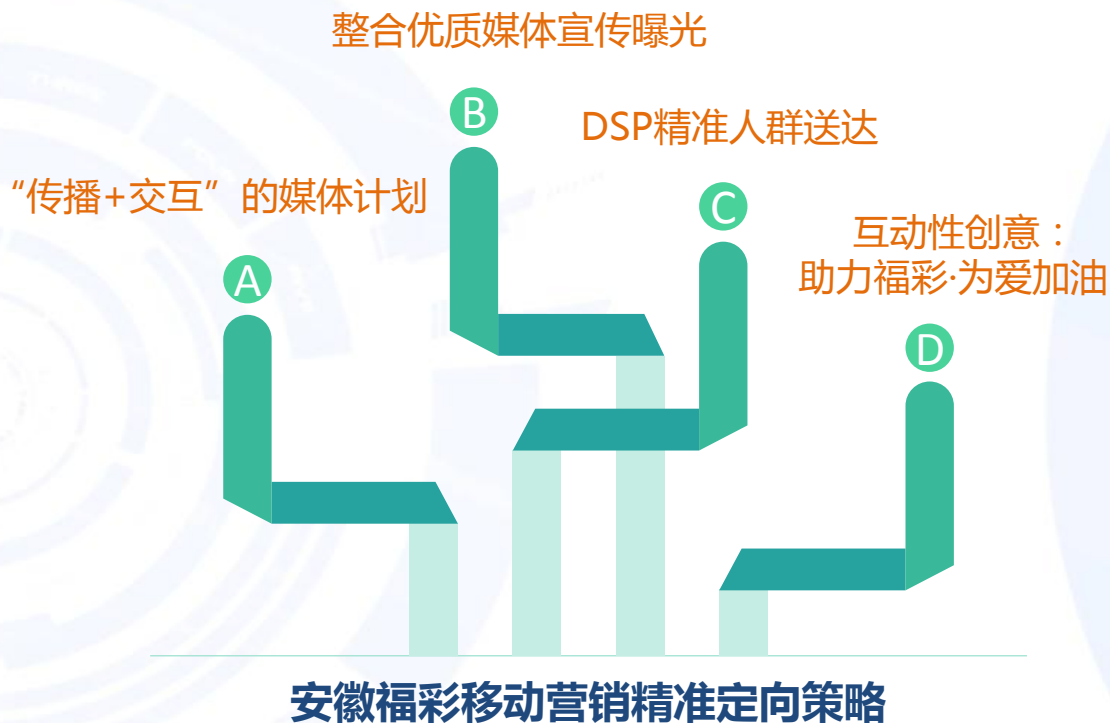 整合优质媒体宣传曝光
B
DSP精准人群送达
“传播+交互”的媒体计划
C
互动性创意：
助力福彩·为爱加油
A
D
安徽福彩移动营销精准定向策略